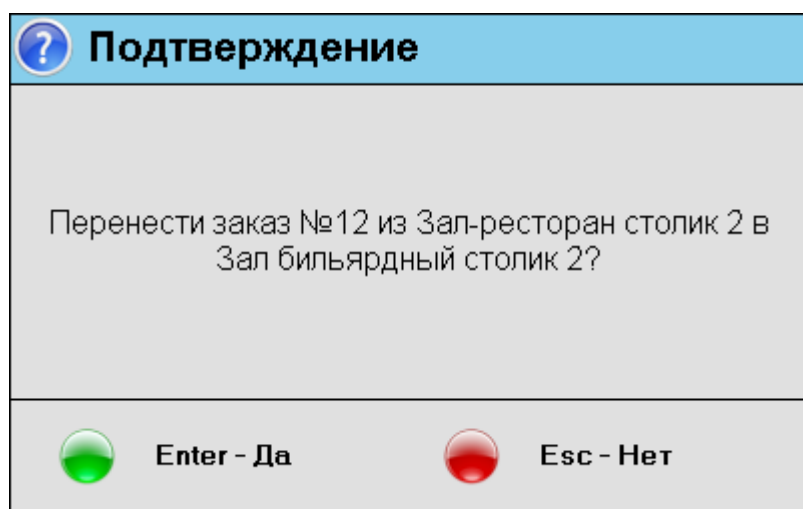 Подтверждение
Перенести заказ №12 из Зал-ресторан столик 2 в
Зал бильярдный столик 2?
Enter - Да
Esc - Нет